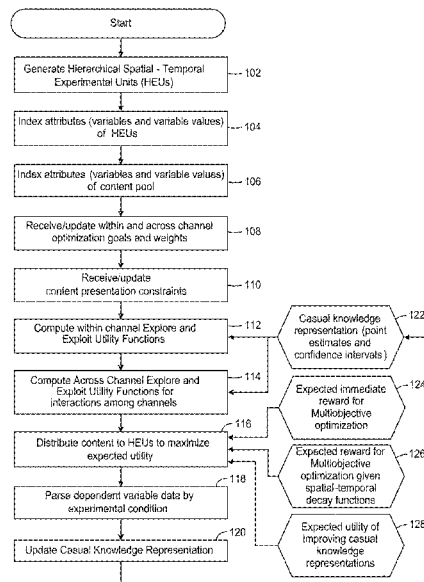 Start
Generate Hierarchical Spatial - Temporal
Experimental Units (HEUs)
102
Index attributes (variables and variable values)
of HEUs
104
Index attributes (variables and variable values)
of content pool
106
Receive/update within and across channel
optimization goals and weights
108
Receive/update
content presentation constraints
110
Compute within channel Explore and
Exploit Utility Functions
112
Casual knowledge
representation (point
estimates and
confidence intervals)
122
Compute Across Channel Explore and
Exploit Utility Functions for
interactions among channels
114
Expected immediate
reward for
Multiobjective
optimization
124
116
Distribute content to HEUs to maximize
expected utility
Expected reward for
Multiobjective
optimization given
spatial-temporal
decay functions
126
118
Parse dependent variable data by
experimental condition
Expected utility of
improving casual
knowledge
representations
128
120
Update Casual Knowledge Representation